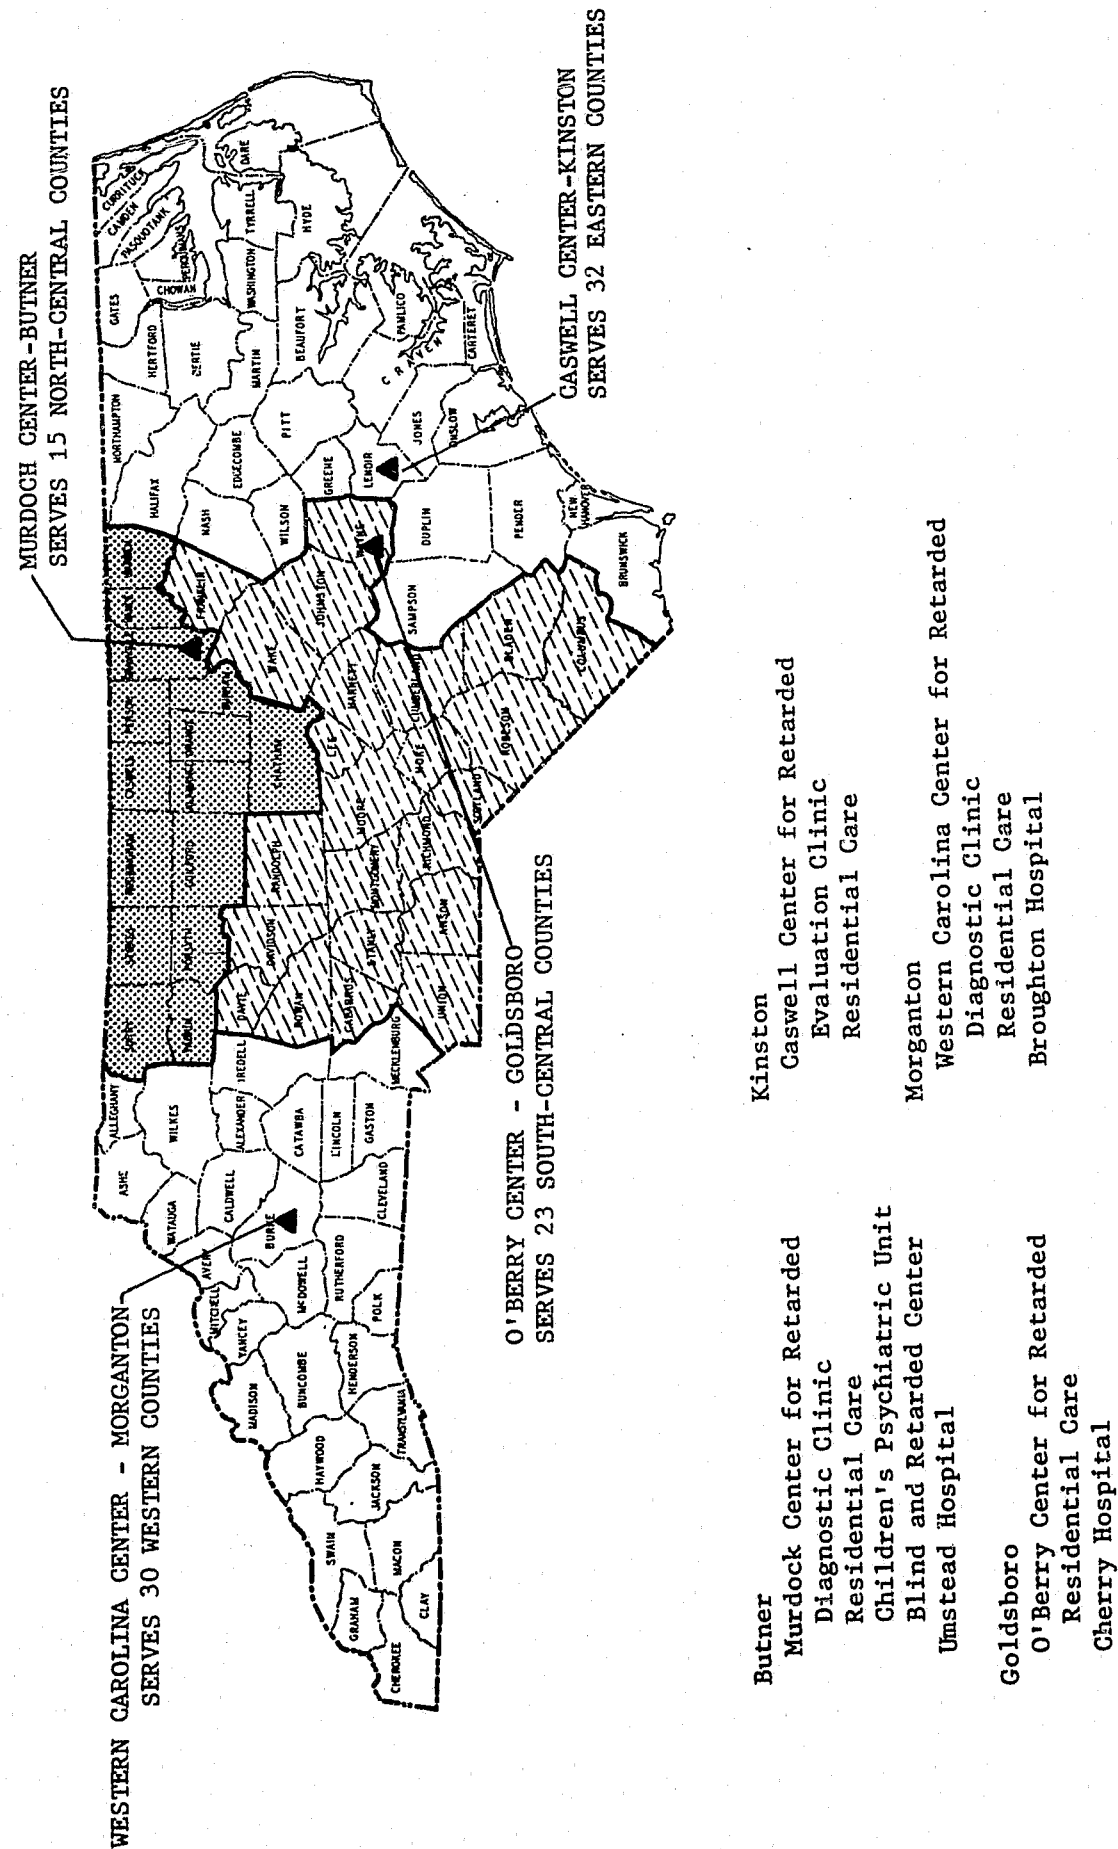 MURDOCH CENTER-BUTNER
SERVES 15 NORTH-CENTRAL COUNTIES
WESTERN CAROLINA CENTER - MORGANTON
SERVES 30 WESTERN COUNTIES
CASWELL CENTER-KINSTON
SERVES 32 EASTERN COUNTIES
O'BERRY CENTER - GOLDSBORO
SERVES 23 SOUTH-CENTRAL COUNTIES
CHEROKEE
GRAHAM
CLAY
SWAIN
MACON
JACKSON
HAYWOOD
TRANSYLVANIA
MADISON
BUNCOMBE
HENDERSON
YANCEY
MITCHELL
McDOWELL
POLK
RUTHERFORD
AVERY
BURKE
CLEVELAND
WATAUGA
CALDWELL
ASHE
ALLEGHANY
WILKES
ALEXANDER
CATAWBA
LINCOLN
GASTON
IREDELL
MECKLENBURG
SURRY
YADKIN
DAVIE
ROWAN
CABARRUS
UNION
STOKES
FORSYTH
DAVIDSON
STANLY
ANSON
ROCKINGHAM
GUILFORD
RANDOLPH
MONTGOMERY
RICHMOND
CASWELL
ALAMANCE
ORANGE
CHATHAM
MOORE
LEE
SCOTLAND
HOKE
PERSON
DURHAM
HARNETT
CUMBERLAND
ROBESON
WAKE
JOHNSTON
BLADEN
COLUMBUS
FRANKLIN
VANCE
WARREN
WAYNE
SAMPSON
BRUNSWICK
HALIFAX
NASH
WILSON
DUPLIN
PENDER
NEW
HANOVER
NORTHAMPTON
EDGECOMBE
PITT
GREENE
LENOIR
JONES
ONSLOW
HERTFORD
BERTIE
MARTIN
BEAUFORT
CRAVEN
PAMLICO
CARTERET
GATES
CHOWAN
PERQUIMANS
PASQUOTANK
CAMDEN
CURRITUCK
WASHINGTON
TYRRELL
DARE
HYDE
Butner
Murdock Center for Retarded
Diagnostic Clinic
Residential Care
Children's Psychiatric Unit
Blind and Retarded Center
Umstead Hospital
Goldsboro
O'Berry Center for Retarded
Residential Care
Cherry Hospital
Kinston
Caswell Center for Retarded
Evaluation Clinic
Residential Care
Morganton
Western Carolina Center for Retarded
Diagnostic Clinic
Residential Care
Broughton Hospital